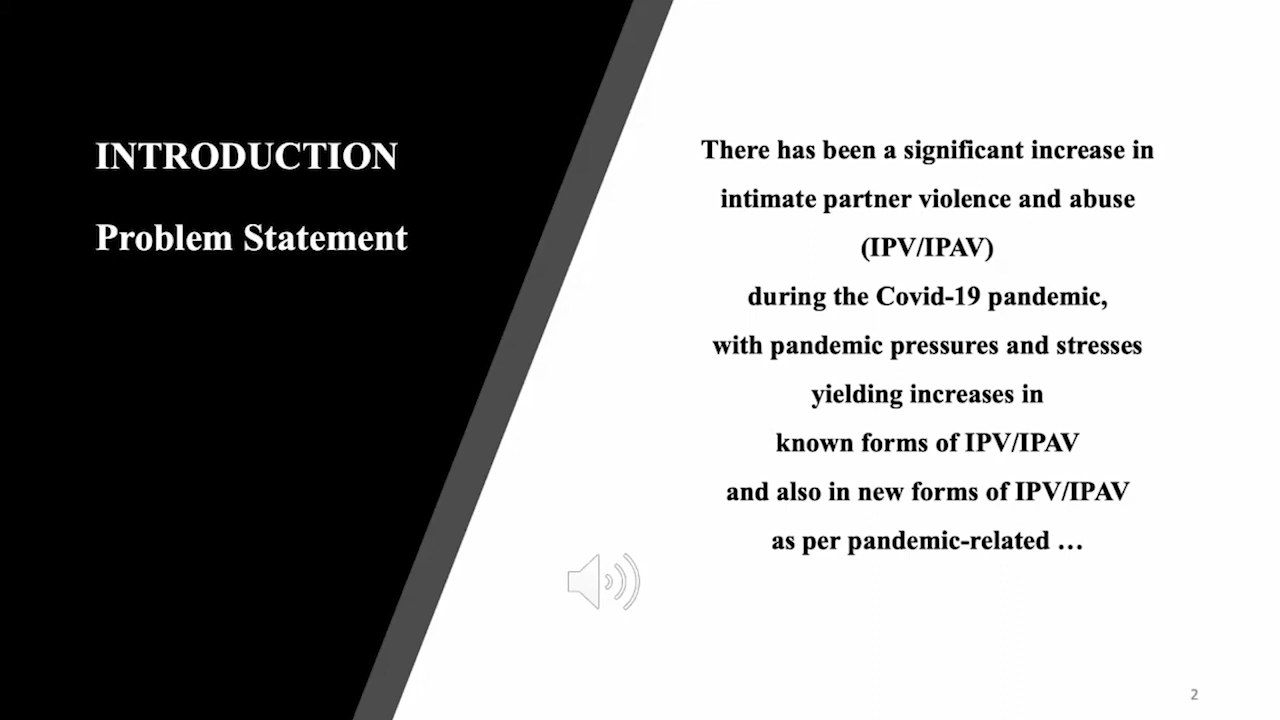 INTRODUCTION
Problem Statement
There has been a significant increase in
intimate partner violence and abuse
(IPV/IPAV)
during the Covid-19 pandemic,
with pandemic pressures and stresses
yielding increases in
known forms of IPV/IPAV
and also in new forms of IPV/IPAV
as per pandemic-related …
2